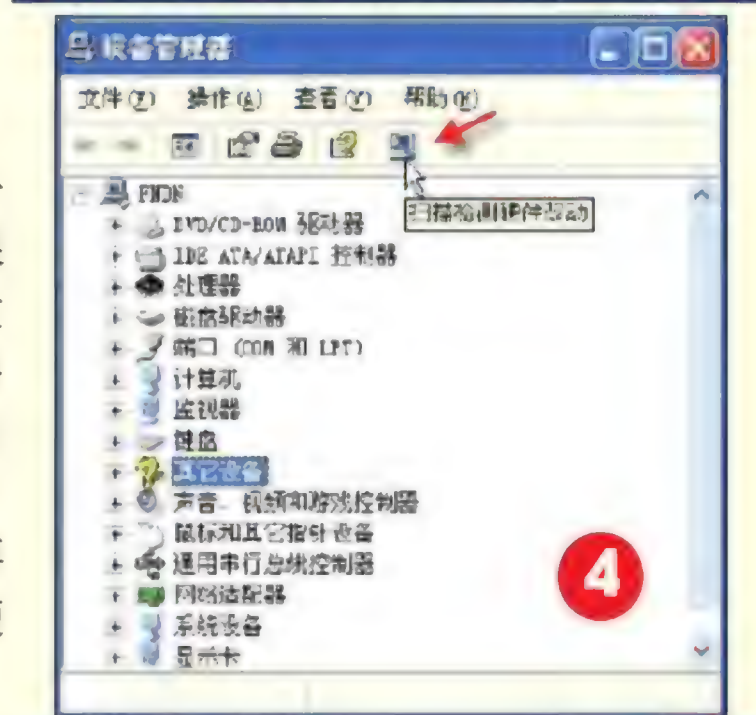 设备管理器
文件(F) 操作(A) 查看(V) 帮助(H)
扫描检测硬件改动
DVD/CD-ROM 驱动器
IDE ATA/ATAPI 控制器
处理器
磁盘驱动器
端口 (COM 和 LPT)
计算机
监视器
键盘
其它设备
声音、视频和游戏控制器
鼠标和其它指针设备
通用串行总线控制器
网络适配器
系统设备
显示卡
4